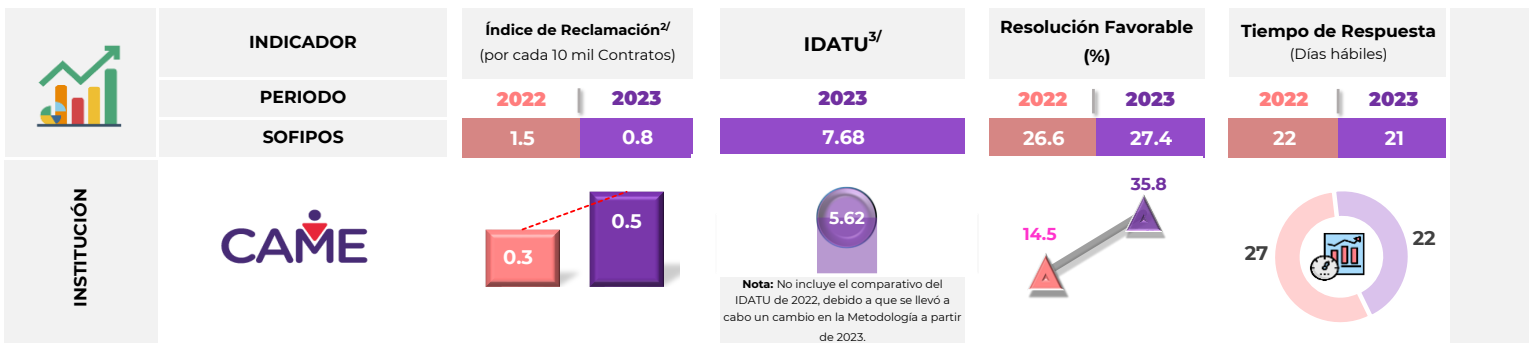 INDICADOR
Índice de Reclamación2/
(por cada 10 mil Contratos)
IDATU3/
Resolución Favorable
(%)
Tiempo de Respuesta
(Días hábiles)
PERIODO
2022 2023
2023
2022 2023
2022 2023
SOFIPOS
1.5 0.8
7.68
26.6 27.4
22 21
INSTITUCIÓN
CAME
0.3
0.5
5.62
Nota: No incluye el comparativo del
IDATU de 2022, debido a que se llevó a
cabo un cambio en la Metodología a partir
de 2023.
14.5
35.8
27
22